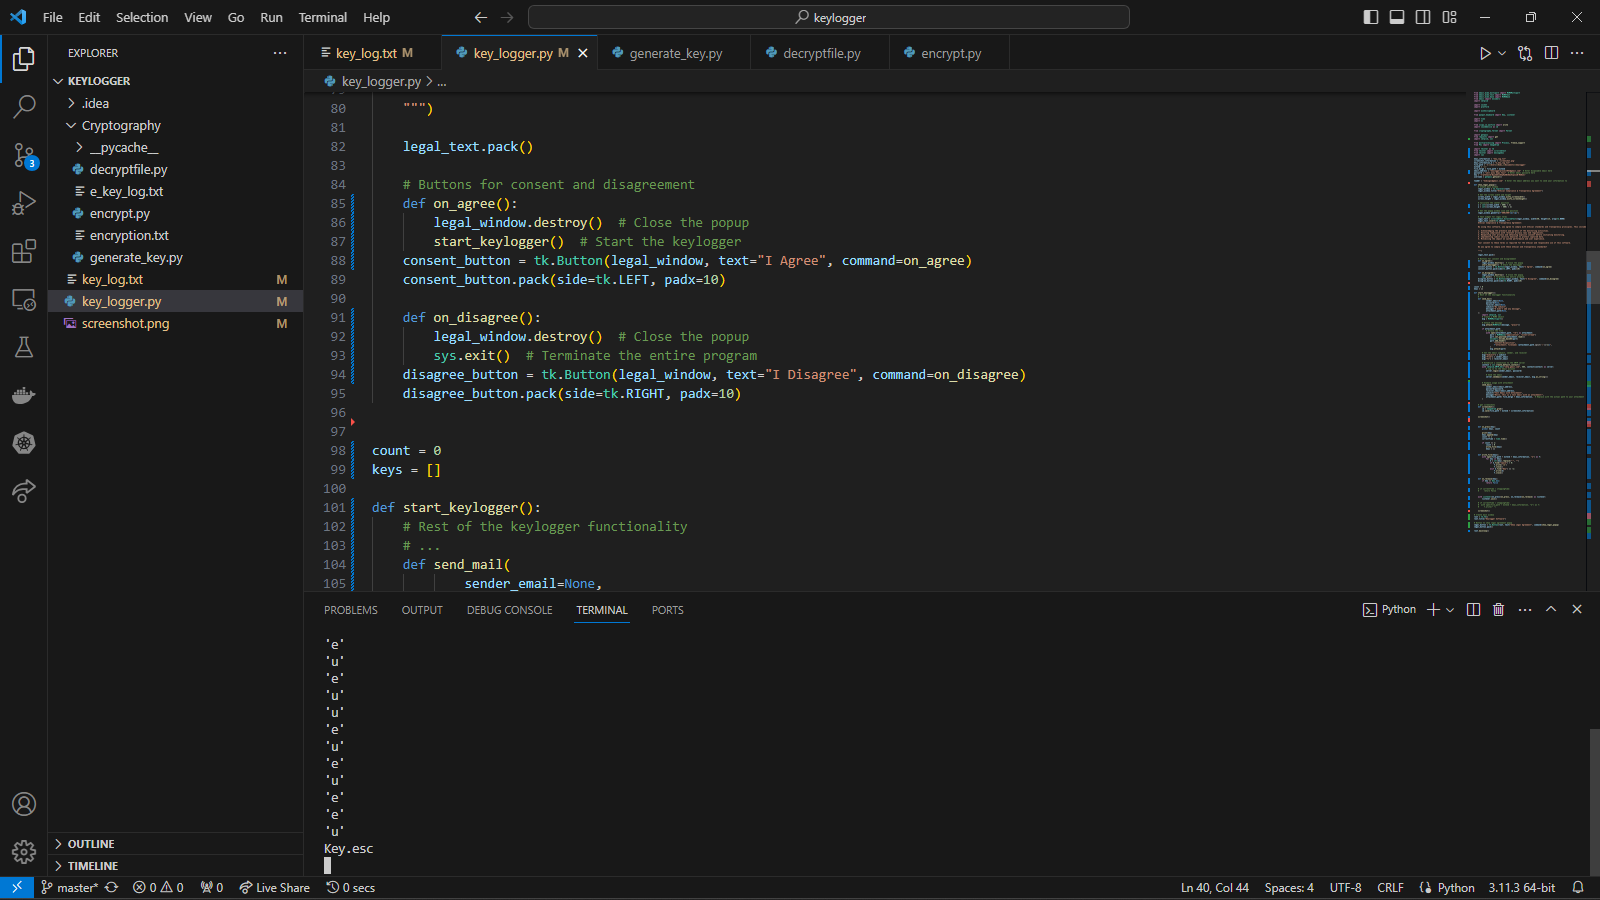 File Edit Selection View Go Run Terminal Help
keylogger
EXPLORER
KEYLOGGER
.idea
Cryptography
__pycache__
decryptfile.py
e_key_log.txt
encrypt.py
encryption.txt
generate_key.py
key_log.txt M
key_logger.py M
screenshot.png M
OUTLINE
TIMELINE
3
key_log.txt M key_logger.py M generate_key.py decryptfile.py encrypt.py
key_logger.py > ...
80 """)
81
82 legal_text.pack()
83
84 # Buttons for consent and disagreement
85 def on_agree():
86 legal_window.destroy() # Close the popup
87 start_keylogger() # Start the keylogger
88 consent_button = tk.Button(legal_window, text="I Agree", command=on_agree)
89 consent_button.pack(side=tk.LEFT, padx=10)
90
91 def on_disagree():
92 legal_window.destroy() # Close the popup
93 sys.exit() # Terminate the entire program
94 disagree_button = tk.Button(legal_window, text="I Disagree", command=on_disagree)
95 disagree_button.pack(side=tk.RIGHT, padx=10)
96
97
98 count = 0
99 keys = []
100
101 def start_keylogger():
102 # Rest of the keylogger functionality
103 # ...
104 def send_mail(
105 sender_email=None,
PROBLEMS OUTPUT DEBUG CONSOLE TERMINAL PORTS
Python
'e'
'u'
'e'
'u'
'u'
'e'
'u'
'e'
'u'
'e'
'e'
'u'
Key.esc
master* 0 0 0 Live Share 0 secs
Ln 40, Col 44 Spaces: 4 UTF-8 CRLF Python 3.11.3 64-bit